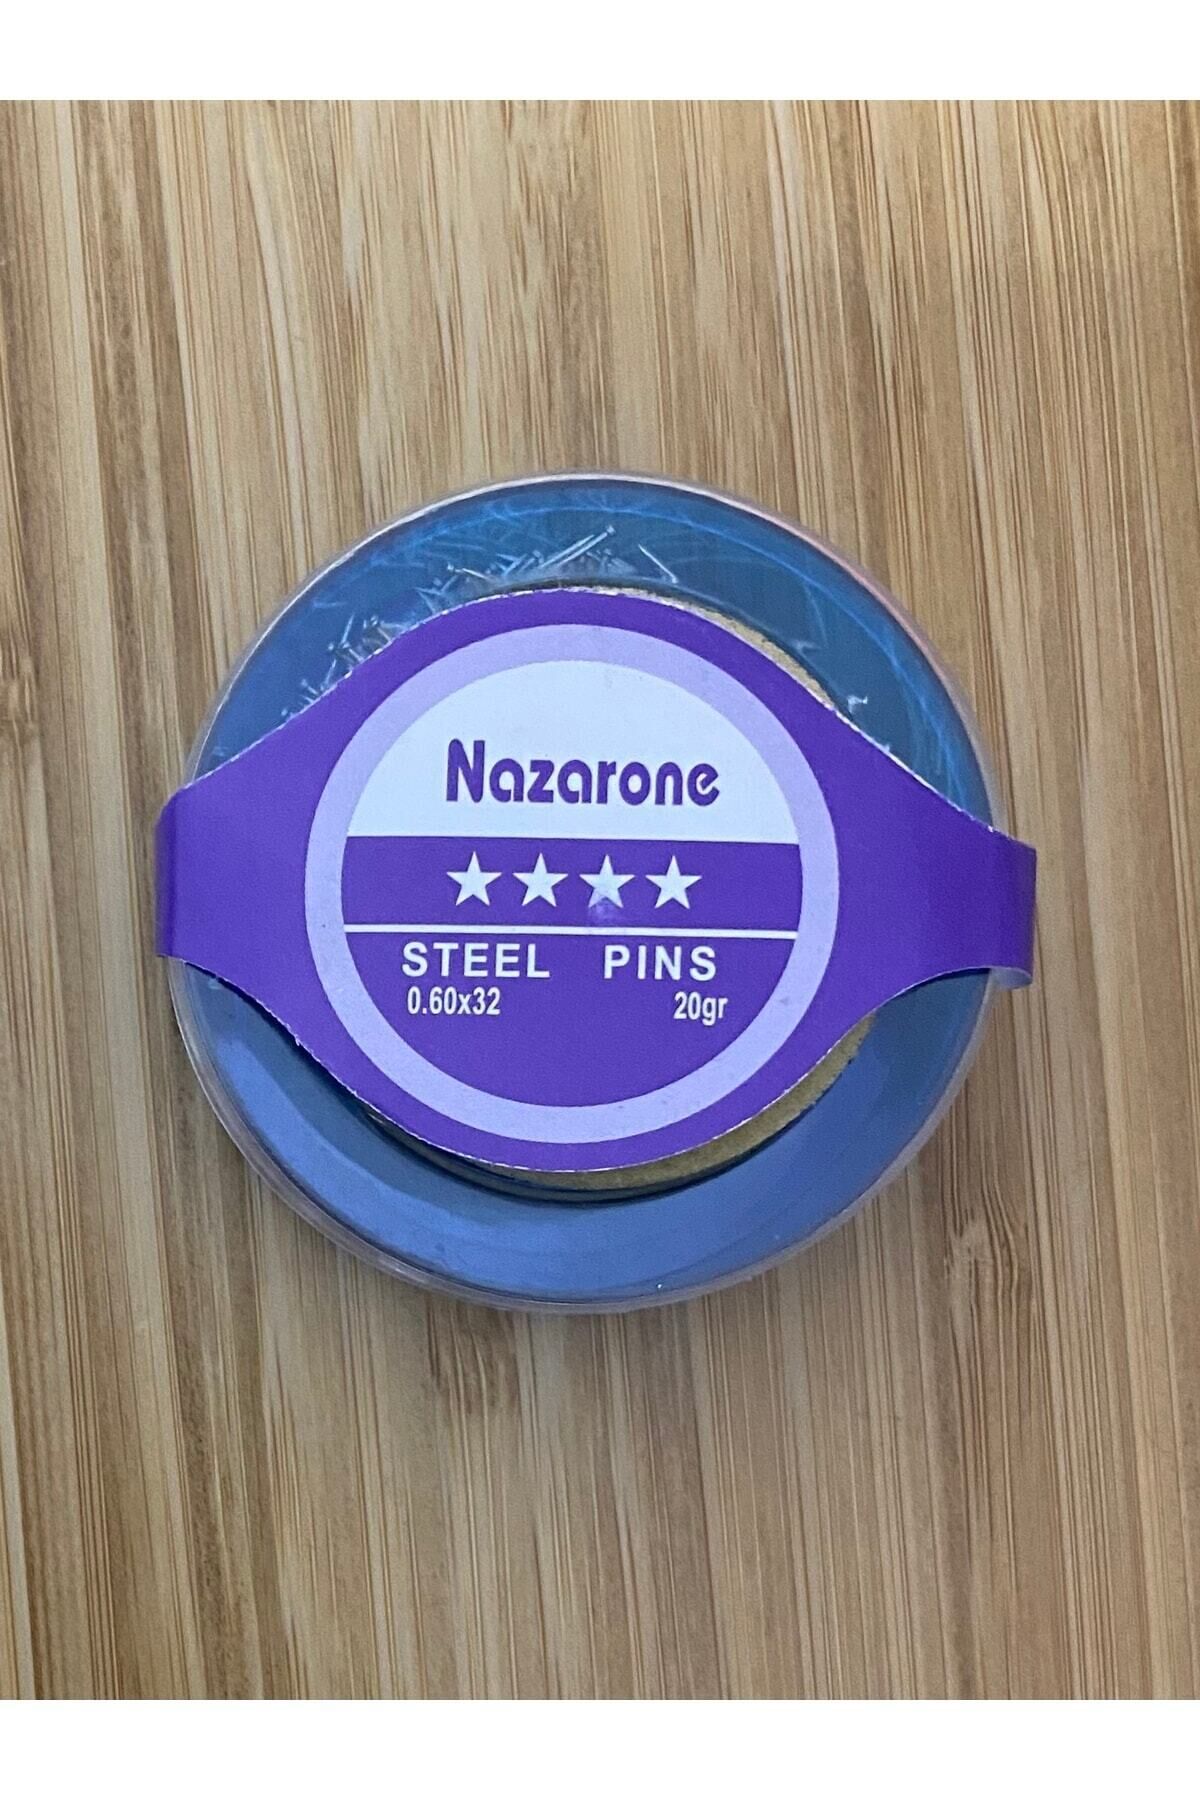 Nazarone
STEEL PINS
0.60x32 20gr